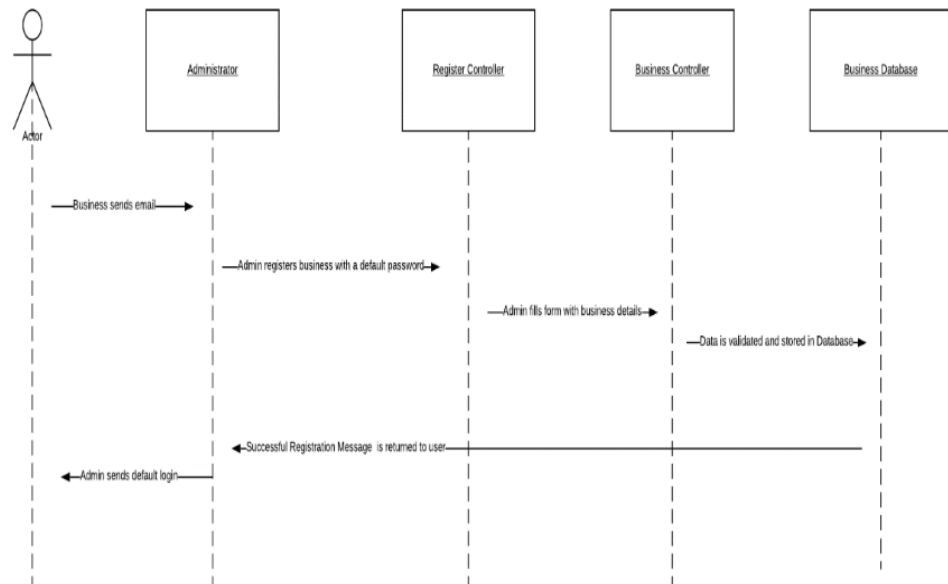 Administrator
Register Controller
Business Controller
Business Database
Actor
Business sends email
Admin registers business with a default password
Admin fills form with business details
Data is validated and stored in Database
Successful Registration Message is returned to user
Admin sends default login